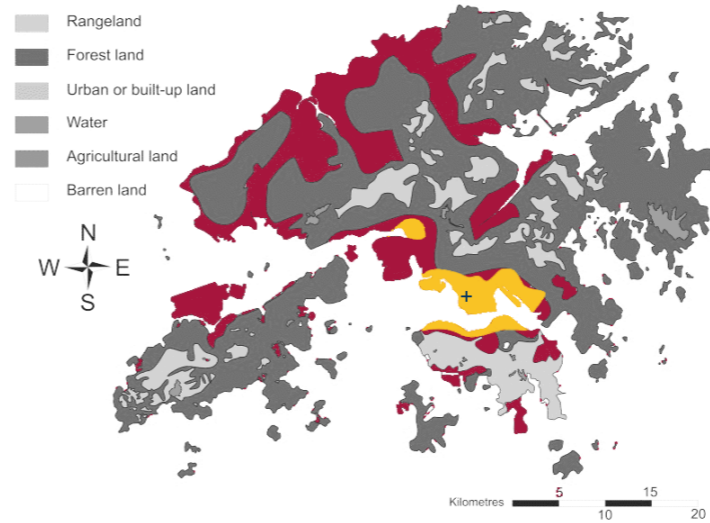 Rangeland
Forest land
Urban or built-up land
Water
Agricultural land
Barren land
N
W E
S
Kilometres 5 15
10 20